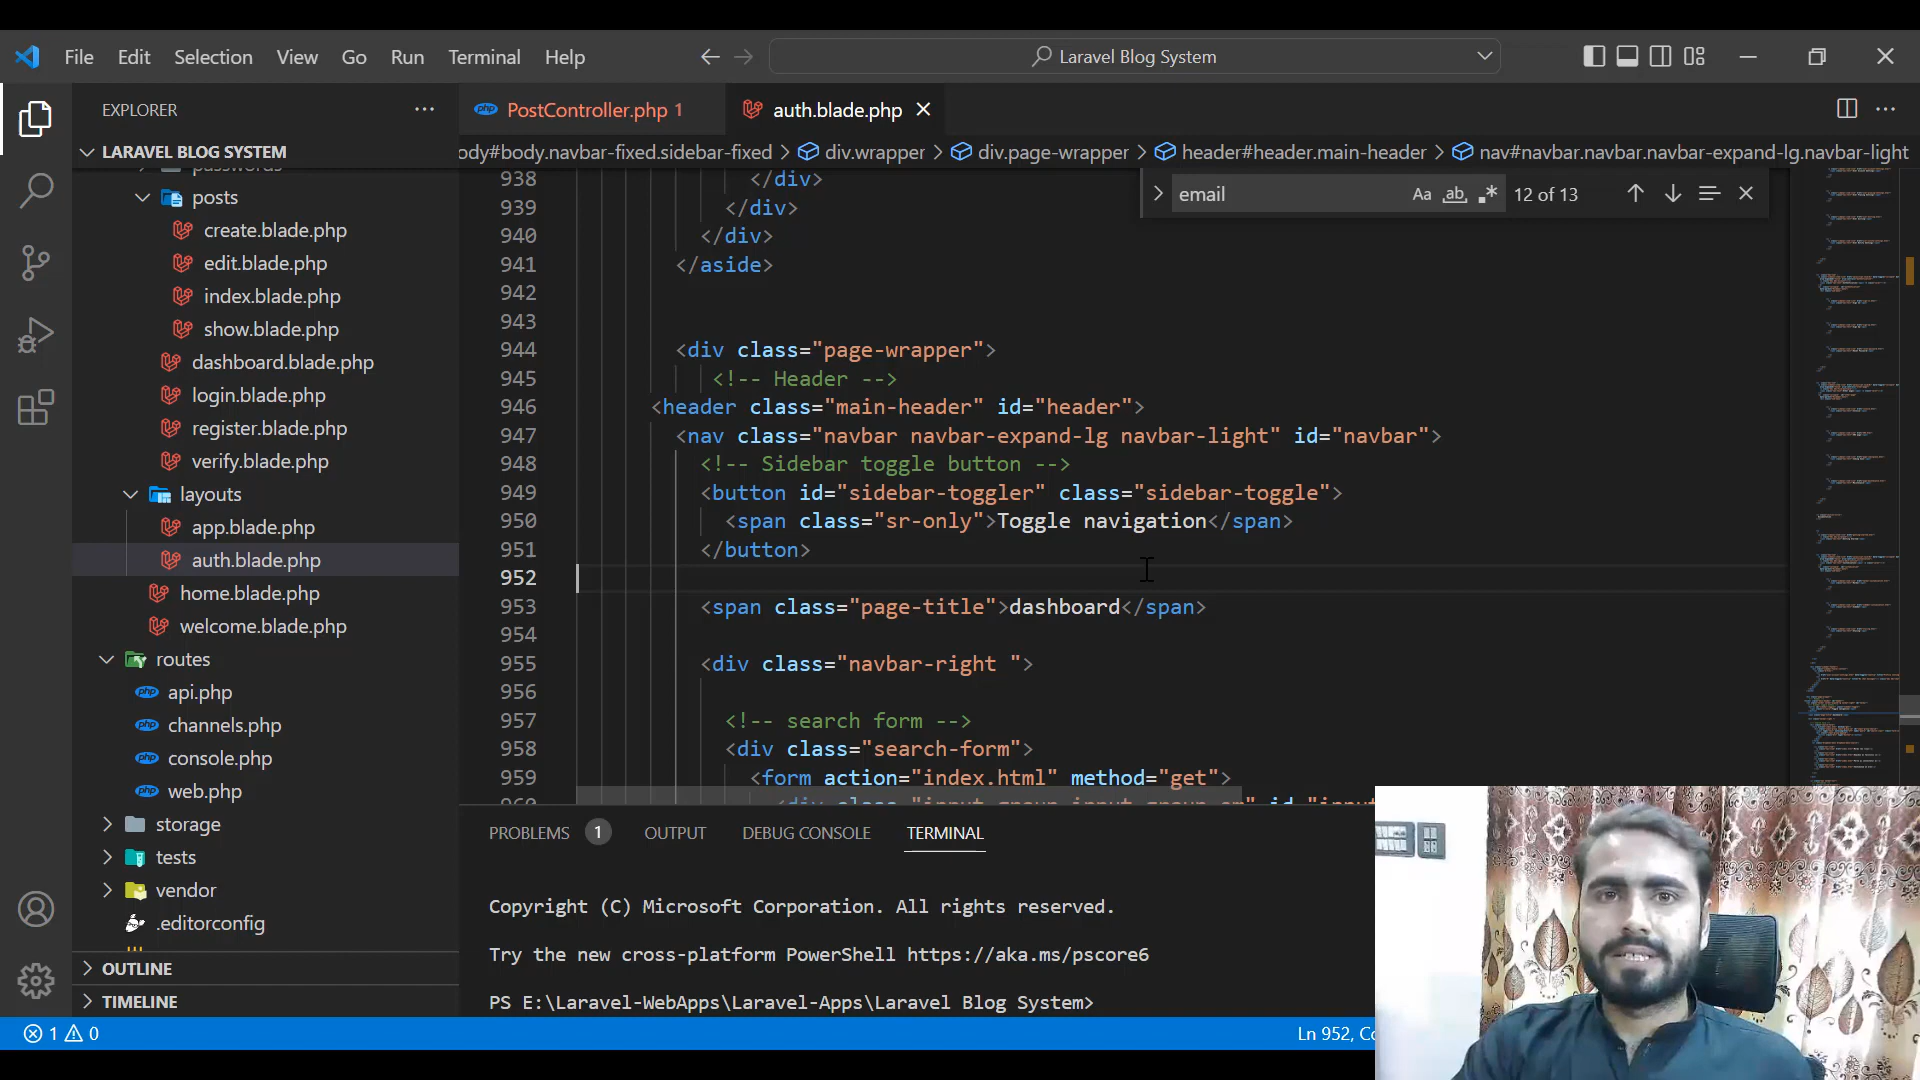 File Edit Selection View Go Run Terminal Help
Laravel Blog System
EXPLORER
LARAVEL BLOG SYSTEM
posts
create.blade.php
edit.blade.php
index.blade.php
show.blade.php
dashboard.blade.php
login.blade.php
register.blade.php
verify.blade.php
layouts
app.blade.php
auth.blade.php
home.blade.php
welcome.blade.php
routes
php api.php
php channels.php
php console.php
php web.php
storage
tests
vendor
.editorconfig
OUTLINE
TIMELINE
php PostController.php 1
auth.blade.php
ody#body.navbar-fixed.sidebar-fixed > div.wrapper > div.page-wrapper > header#header.main-header > nav#navbar.navbar.navbar-expand-lg.navbar-light
email Aa ab 12 of 13
938 </div>
939 </div>
940 </div>
941 </aside>
942
943
944 <div class="page-wrapper">
945 <!-- Header -->
946 <header class="main-header" id="header">
947 <nav class="navbar navbar-expand-lg navbar-light" id="navbar">
948 <!-- Sidebar toggle button -->
949 <button id="sidebar-toggler" class="sidebar-toggle">
950 <span class="sr-only">Toggle navigation</span>
951 </button>
952
953 <span class="page-title">dashboard</span>
954
955 <div class="navbar-right ">
956
957 <!-- search form -->
958 <div class="search-form">
959 <form action="index.html" method="get">
PROBLEMS 1 OUTPUT DEBUG CONSOLE TERMINAL
Copyright (C) Microsoft Corporation. All rights reserved.
Try the new cross-platform PowerShell https://aka.ms/pscore6
PS E:\Laravel-WebApps\Laravel-Apps\Laravel Blog System>
1 0
Ln 952, Co